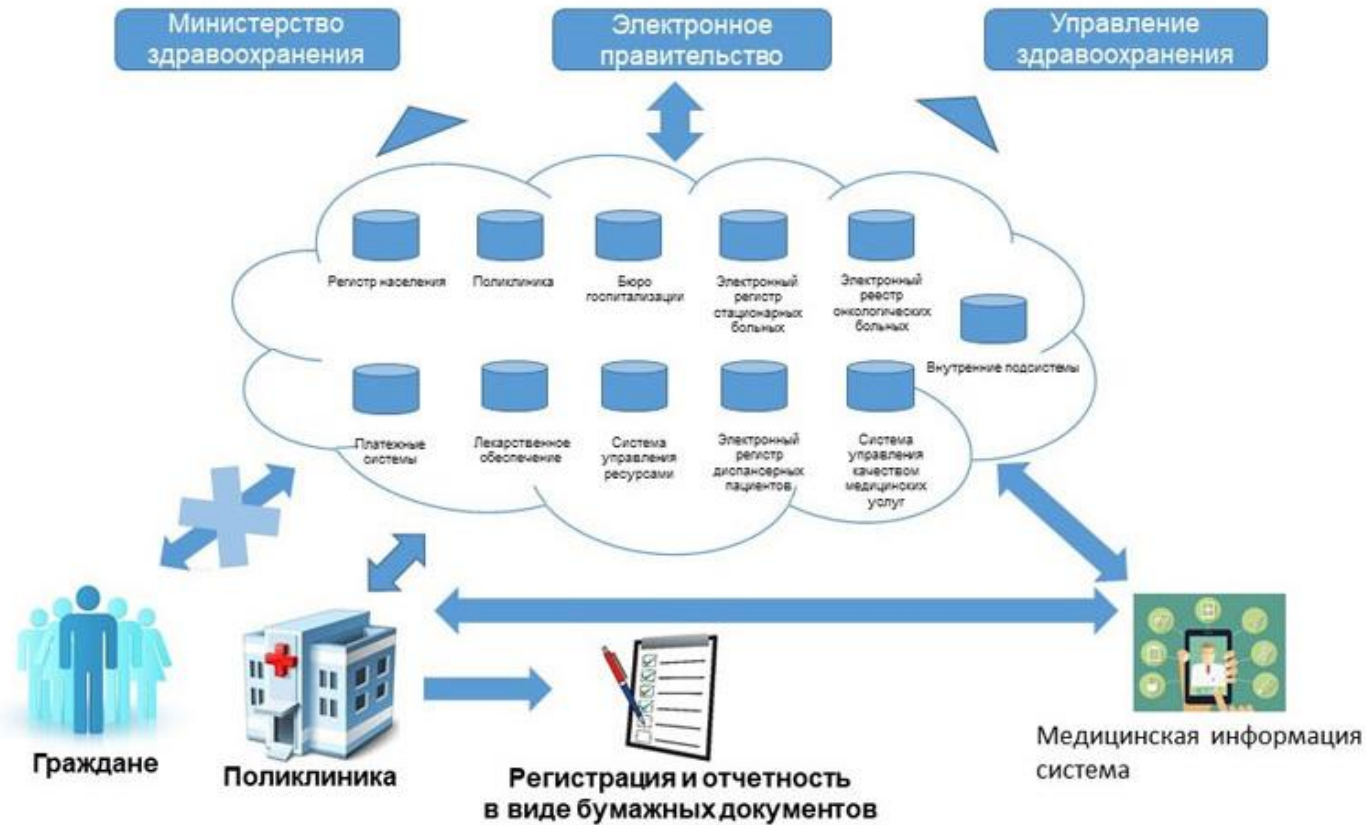 Министерство
здравоохранения
Электронное
правительство
Управление
здравоохранения
Регистр населения
Поликлиника
Бюро
госпитализации
Электронный
регистр
стационарных
больных
Электронный
реестр
онкологических
больных
Внутренние подсистемы
Платежные
системы
Лекарственное
обеспечение
Система
управления
ресурсами
Электронный
регистр
диспансерных
пациентов
Система
управления
качеством
медицинских
услуг
Граждане
Поликлиника
Регистрация и отчетность
в виде бумажных документов
Медицинская информация
система